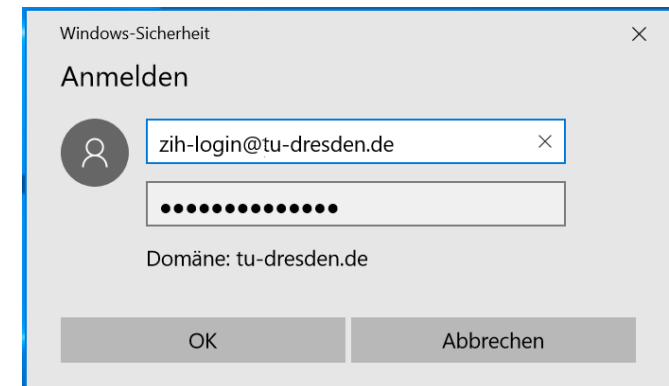 Windows-Sicherheit
Anmelden
zih-login@tu-dresden.de
●●●●●●●●●●●●●●
Domäne: tu-dresden.de
OK
Abbrechen